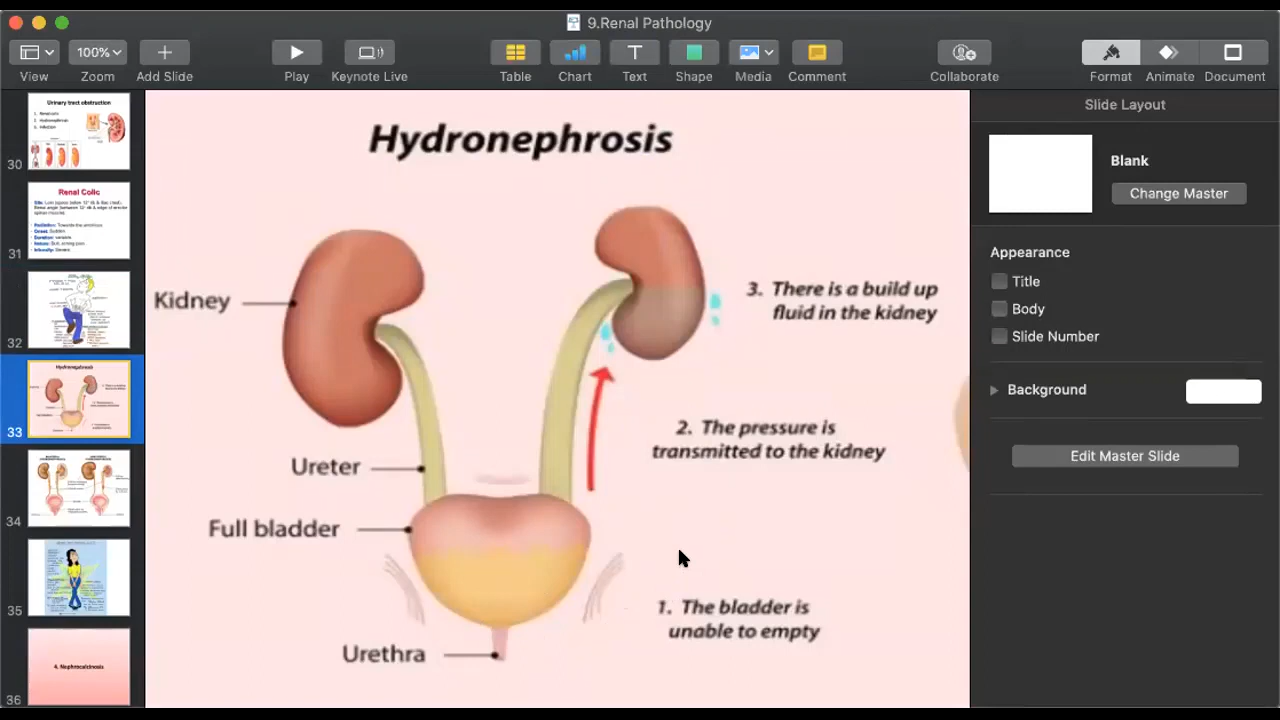 9.Renal Pathology
100%
View
Zoom
Add Slide
Play
Keynote Live
Table
Chart
Text
Shape
Media
Comment
Collaborate
Format
Animate
Document
Urinary tract obstruction
30
Renal Colic
31
32
Hydronephrosis
33
34
35
4. Nephrocalcinosis
36
Hydronephrosis
Kidney
3. There is a build up
fluid in the kidney
2. The pressure is
transmitted to the kidney
Ureter
Full bladder
1. The bladder is
unable to empty
Urethra
Slide Layout
Blank
Change Master
Appearance
Title
Body
Slide Number
Background
Edit Master Slide